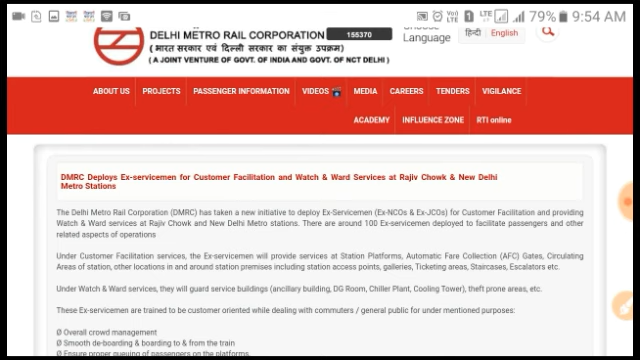 79% 9:54 AM
DELHI METRO RAIL CORPORATION 155370
(भारत सरकार एवं दिल्ली सरकार का संयुक्त उपक्रम)
(A JOINT VENTURE OF GOVT. OF INDIA AND GOVT. OF NCT DELHI)
Language हिन्दी English
ABOUT US PROJECTS PASSENGER INFORMATION VIDEOS MEDIA CAREERS TENDERS VIGILANCE
ACADEMY INFLUENCE ZONE RTI online
DMRC Deploys Ex-servicemen for Customer Facilitation and Watch & Ward Services at Rajiv Chowk & New Delhi
Metro Stations
The Delhi Metro Rail Corporation (DMRC) has taken a new initiative to deploy Ex-Servicemen (Ex-NCOs & Ex-JCOs) for Customer Facilitation and providing
Watch & Ward services at Rajiv Chowk and New Delhi Metro stations. There are around 100 Ex-servicemen deployed to facilitate passengers and other
related aspects of operations
Under Customer Facilitation services, the Ex-servicemen will provide services at Station Platforms, Automatic Fare Collection (AFC) Gates, Circulating
Areas of station, other locations in and around station premises including station access points, galleries, Ticketing areas, Staircases, Escalators etc.
Under Watch & Ward services, they will guard service buildings (ancillary building, DG Room, Chiller Plant, Cooling Tower), theft prone areas, etc.
These Ex-servicemen are trained to be customer oriented while dealing with commuters / general public for under mentioned purposes:
Ø Overall crowd management
Ø Smooth de-boarding & boarding to & from the train
Ø Ensure proper queuing of passengers on the platforms